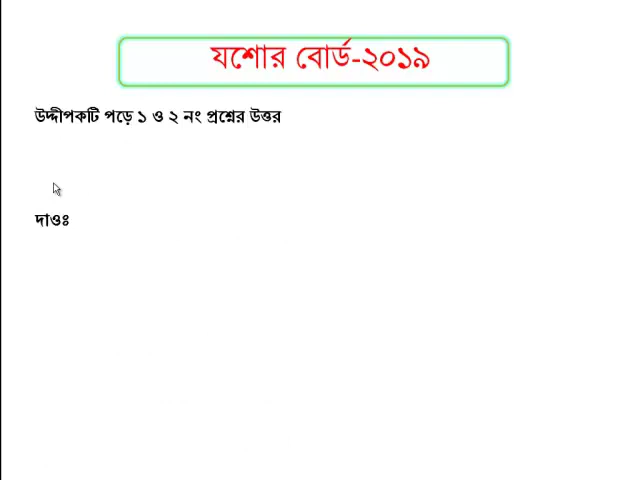 যশোর বোর্ড-২০১৯
উদ্দীপকটি পড়ে ১ ও ২ নং প্রশ্নের উত্তর
দাওঃ